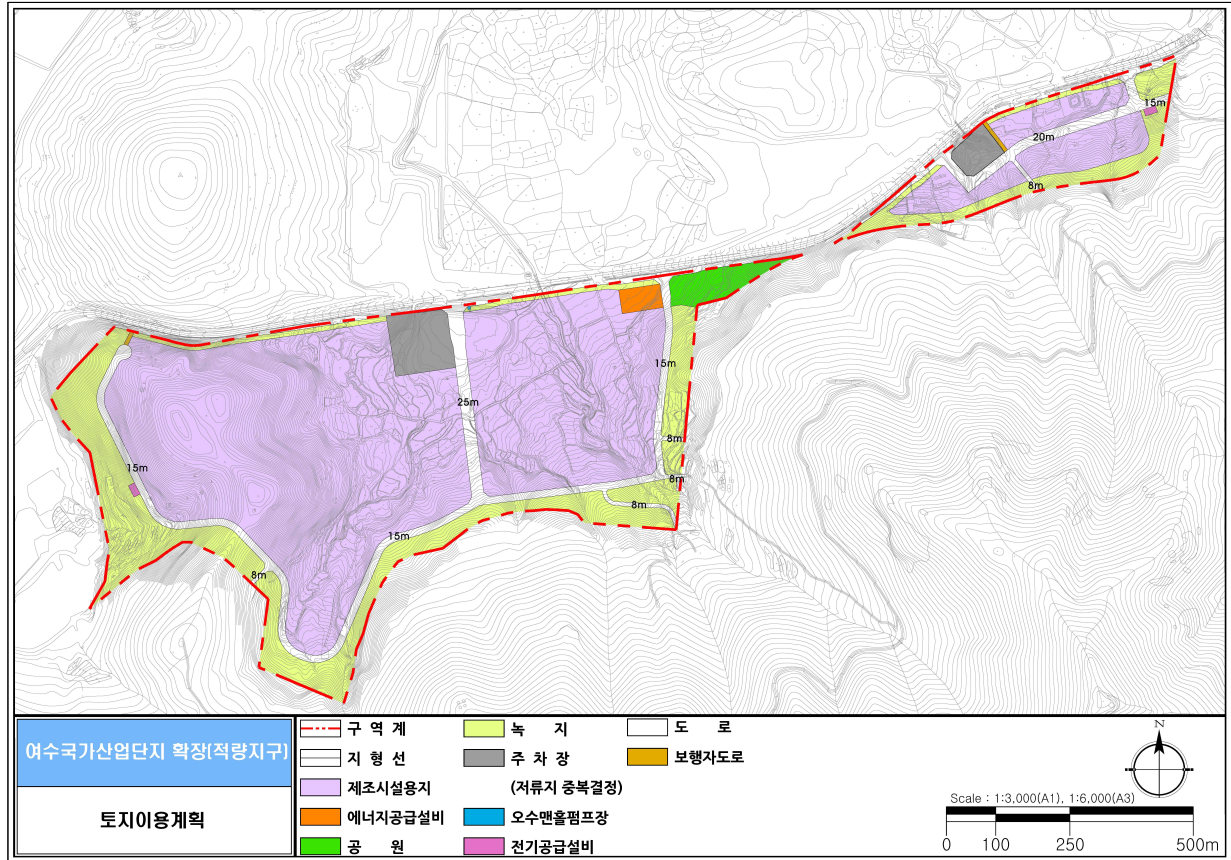 15m
20m
8m
15m
25m
8m
8m
15m
8m
15m
8m
여수국가산업단지 확장(적량지구)
토지이용계획
구 역 계
지 형 선
제조시설용지
에너지공급설비
공 원
녹 지
주 차 장
(저류지 중복결정)
오수맨홀펌프장
전기공급설비
도 로
보행자도로
N
Scale : 1:3,000(A1), 1:6,000(A3)
0 100 250 500m